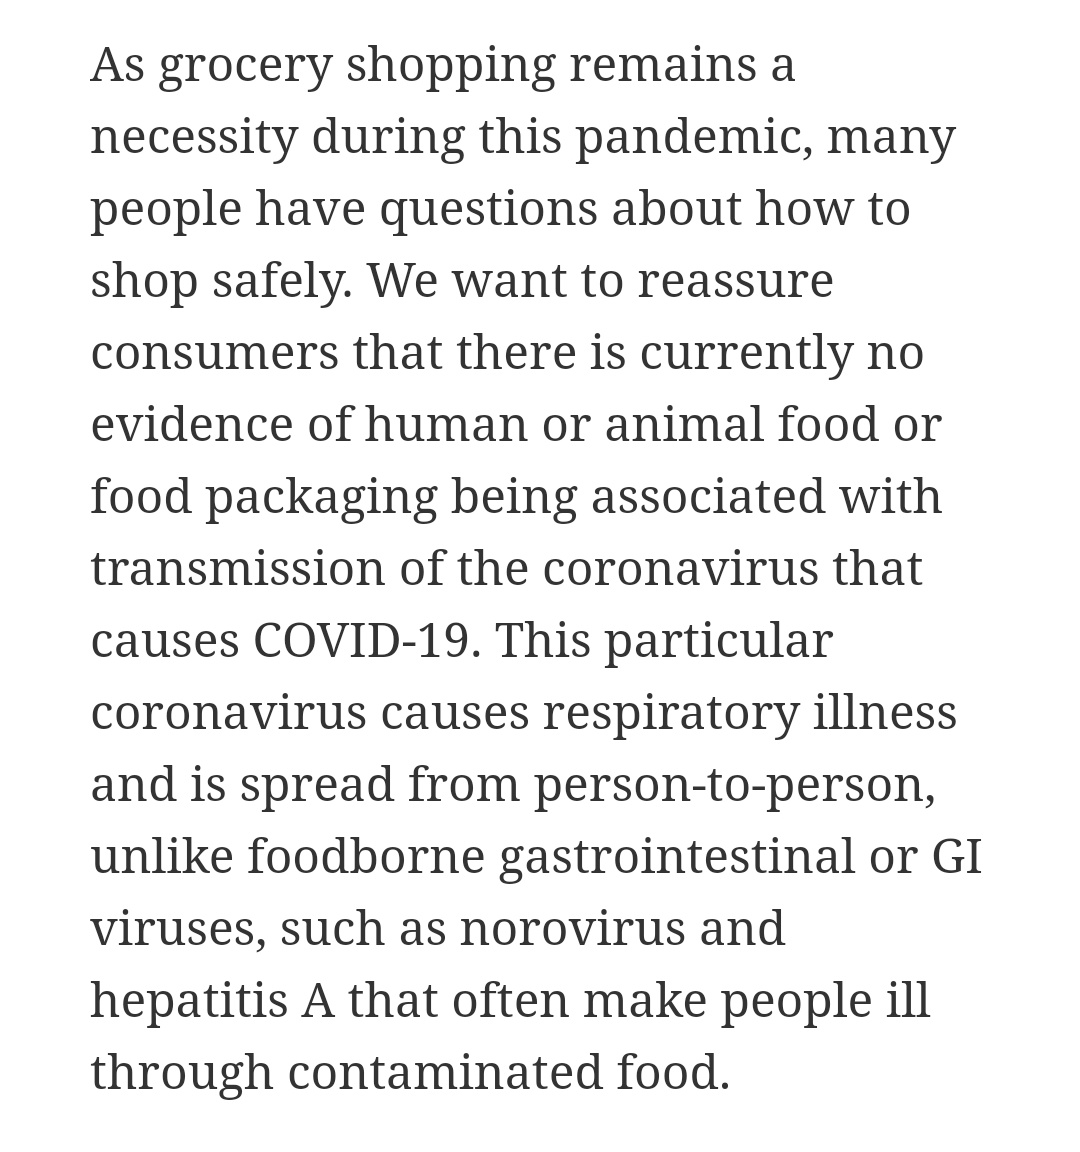 As grocery shopping remains a
necessity during this pandemic, many
people have questions about how to
shop safely. We want to reassure
consumers that there is currently no
evidence of human or animal food or
food packaging being associated with
transmission of the coronavirus that
causes COVID-19. This particular
coronavirus causes respiratory illness
and is spread from person-to-person,
unlike foodborne gastrointestinal or GI
viruses, such as norovirus and
hepatitis A that often make people ill
through contaminated food.